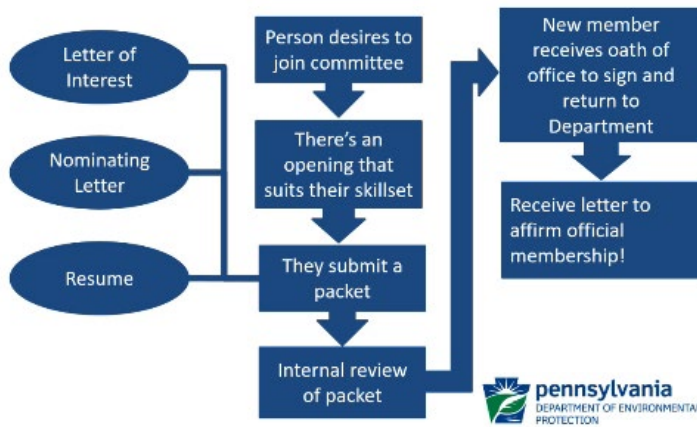 Letter of
Interest
Nominating
Letter
Resume
Person desires to
join committee
There's an
opening that
suits their skillset
They submit a
packet
Internal review
of packet
New member
receives oath of
office to sign and
return to
Department
Receive letter to
affirm official
membership!
pennsylvania
DEPARTMENT OF ENVIRONMENTAL
PROTECTION